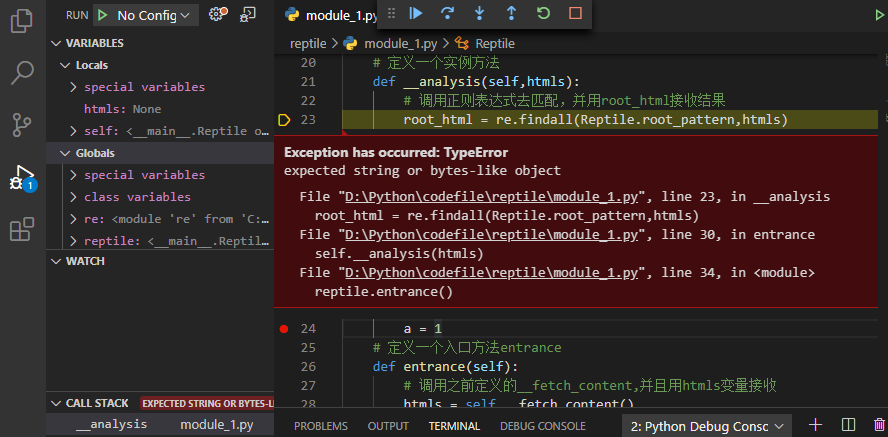 RUN No Config
VARIABLES
Locals
special variables
htmls: None
self: <__main__.Reptile o…
Globals
special variables
class variables
re: <module 're' from 'C:…
reptile: <__main__.Reptil…
WATCH
CALL STACK EXPECTED STRING OR BYTES-LI
__analysis module_1.py
1
module_1.py
reptile > module_1.py > Reptile
20 # 定义一个实例方法
21 def __analysis(self,htmls):
22 # 调用正则表达式去匹配，并用root_html接收结果
23 root_html = re.findall(Reptile.root_pattern,htmls)
Exception has occurred: TypeError
expected string or bytes-like object
File "D:\Python\codefile\reptile\module_1.py", line 23, in __analysis
root_html = re.findall(Reptile.root_pattern,htmls)
File "D:\Python\codefile\reptile\module_1.py", line 30, in entrance
self.__analysis(htmls)
File "D:\Python\codefile\reptile\module_1.py", line 34, in <module>
reptile.entrance()
24 a = 1
25 # 定义一个入口方法entrance
26 def entrance(self):
27 # 调用之前定义的__fetch_content,并且用htmls变量接收
28 htmls = self.__fetch_content()
PROBLEMS OUTPUT TERMINAL DEBUG CONSOLE 2: Python Debug Conso